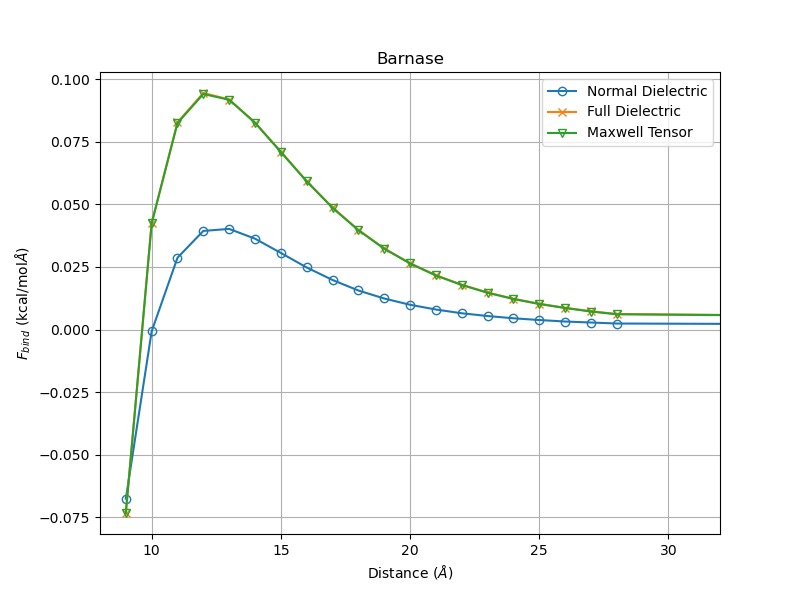 Barnase
Normal Dielectric
Full Dielectric
Maxwell Tensor
0.100
0.075
0.050
0.025
0.000
−0.025
−0.050
−0.075
F_bind (kcal/molÅ)
10 15 20 25 30
Distance (Å)